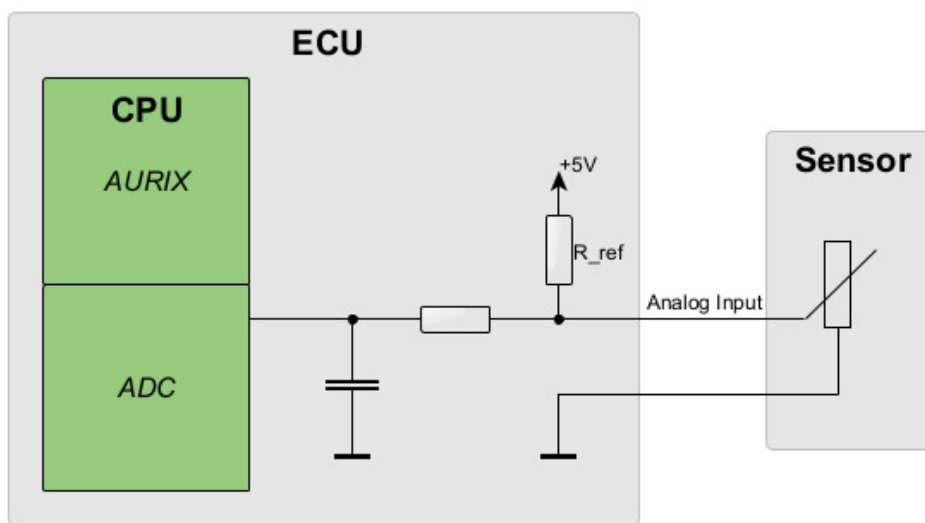 ECU
CPU
AURIX
ADC
+5V
R_ref
Analog Input
Sensor